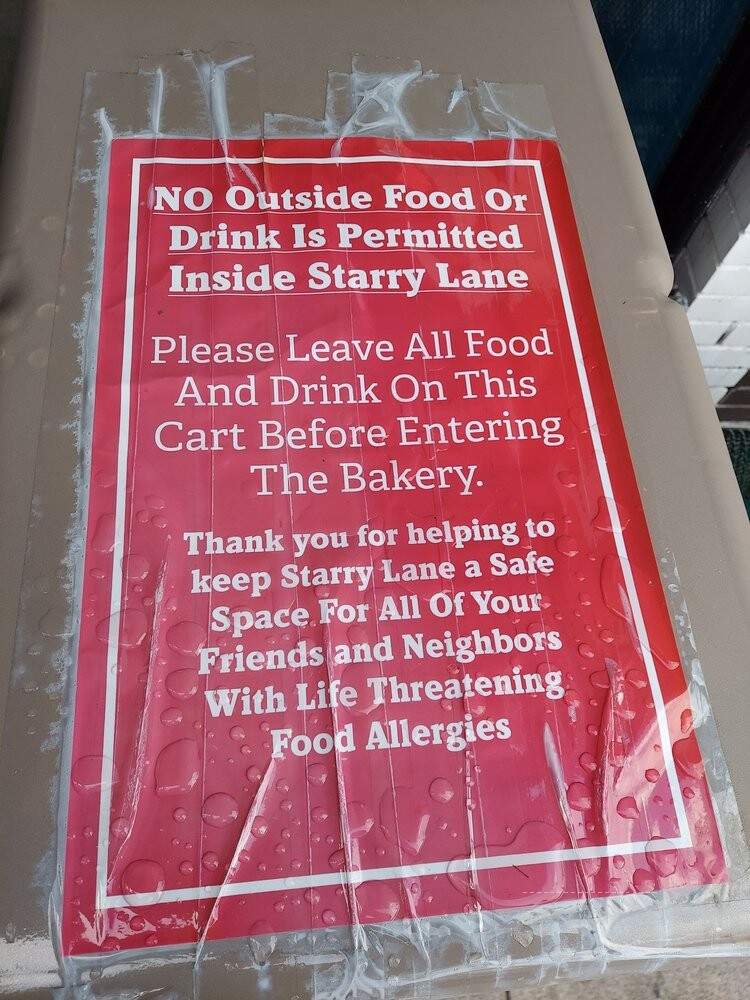 NO Outside Food Or
Drink Is Permitted
Inside Starry Lane
Please Leave All Food
And Drink On This
Cart Before Entering
The Bakery.
Thank you for helping to
keep Starry Lane a Safe
Space For All Of Your
Friends and Neighbors
With Life Threatening
Food Allergies